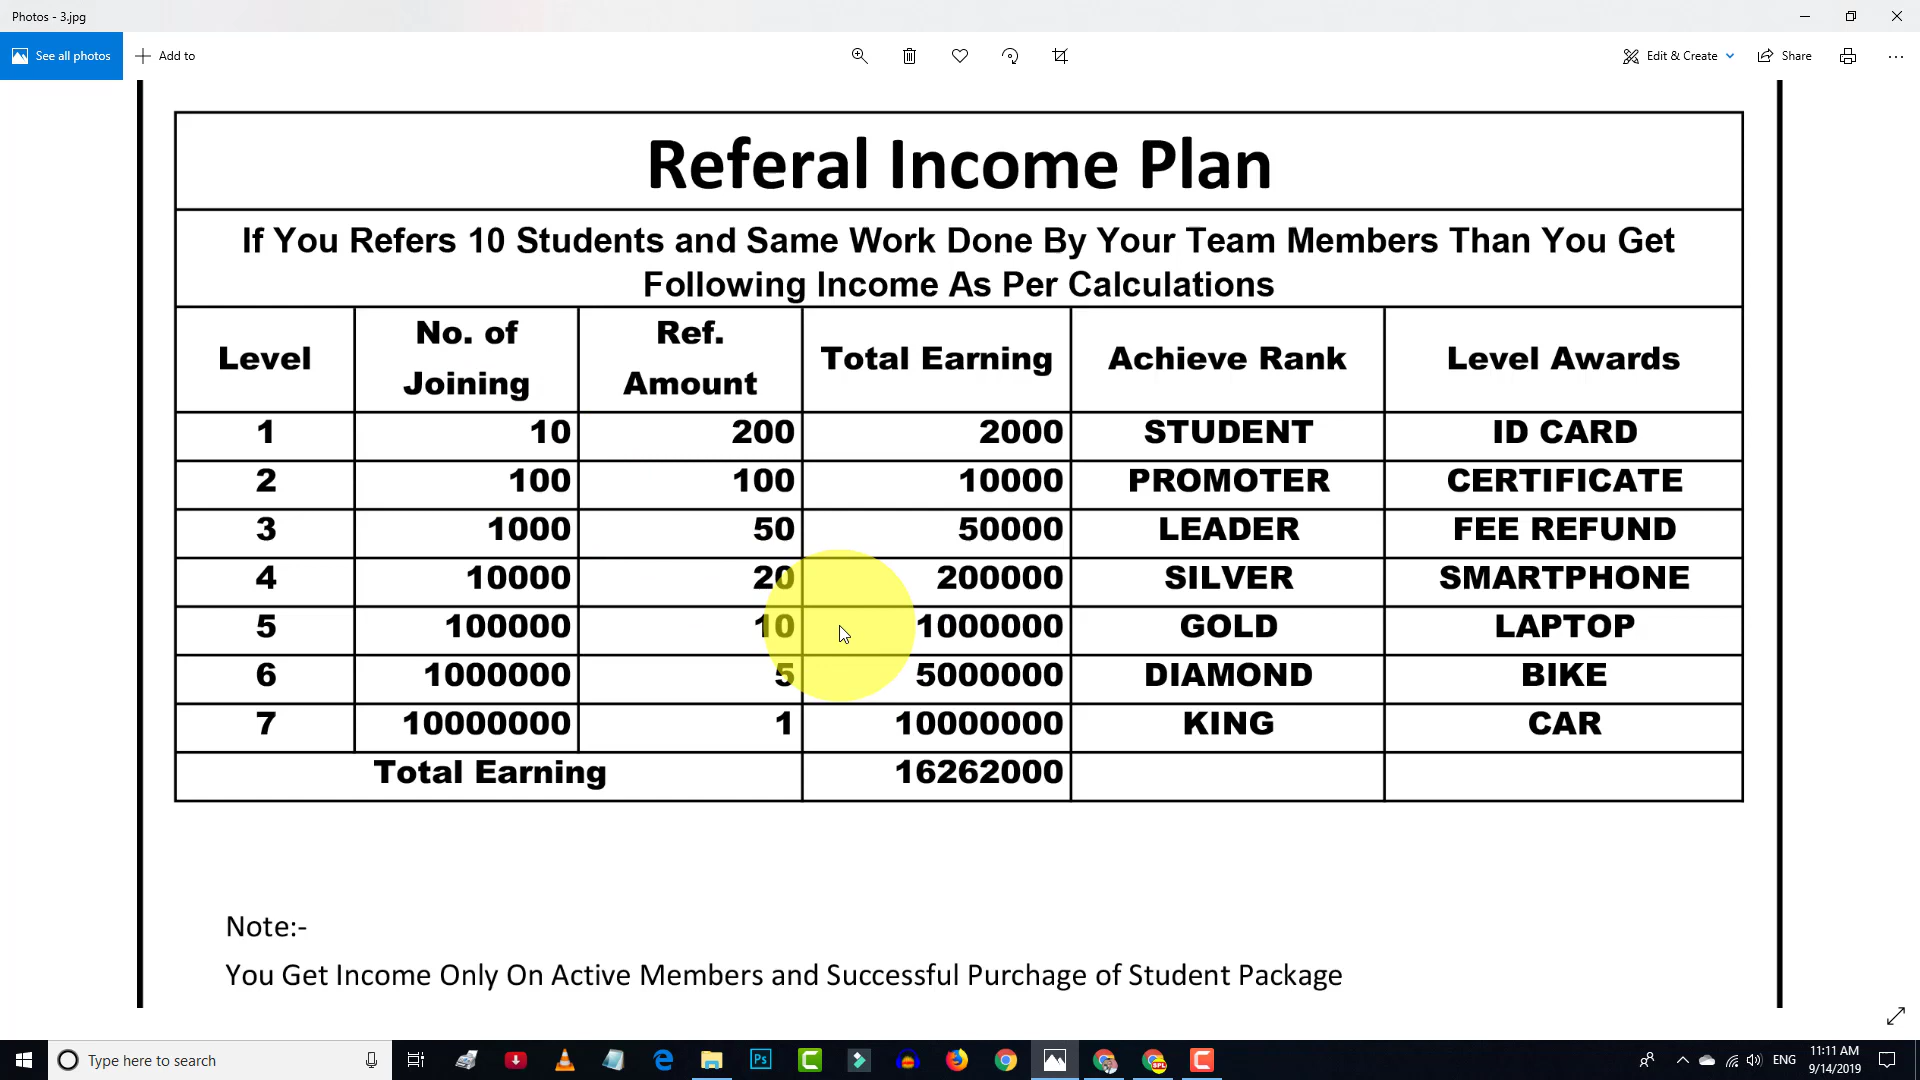 Photos - 3.jpg
See all photos
Add to
Edit & Create
Share
Referal Income Plan
If You Refers 10 Students and Same Work Done By Your Team Members Than You Get
Following Income As Per Calculations
Level No. of Joining Ref. Amount Total Earning Achieve Rank Level Awards
1 10 200 2000 STUDENT ID CARD
2 100 100 10000 PROMOTER CERTIFICATE
3 1000 50 50000 LEADER FEE REFUND
4 10000 20 200000 SILVER SMARTPHONE
5 100000 10 1000000 GOLD LAPTOP
6 1000000 5 5000000 DIAMOND BIKE
7 10000000 1 10000000 KING CAR
Total Earning 16262000
Note:-
You Get Income Only On Active Members and Successful Purchage of Student Package
Type here to search
Ps
SPL
ENG
11:11 AM
9/14/2019